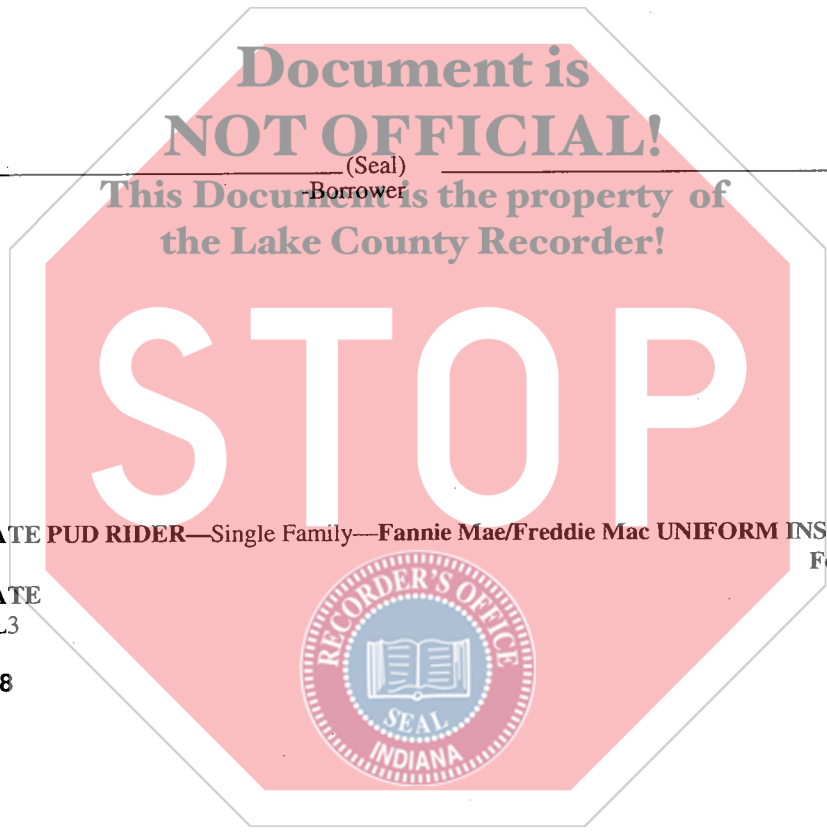 Document is
NOT OFFICIAL!
(Seal)
-Borrower
This Document is the property of
the Lake County Recorder!
STOP
ATE PUD RIDER—Single Family—Fannie Mae/Freddie Mac UNIFORM INS
ATE
L3
8
RECORDER'S OFFICE
SEAL
INDIANA